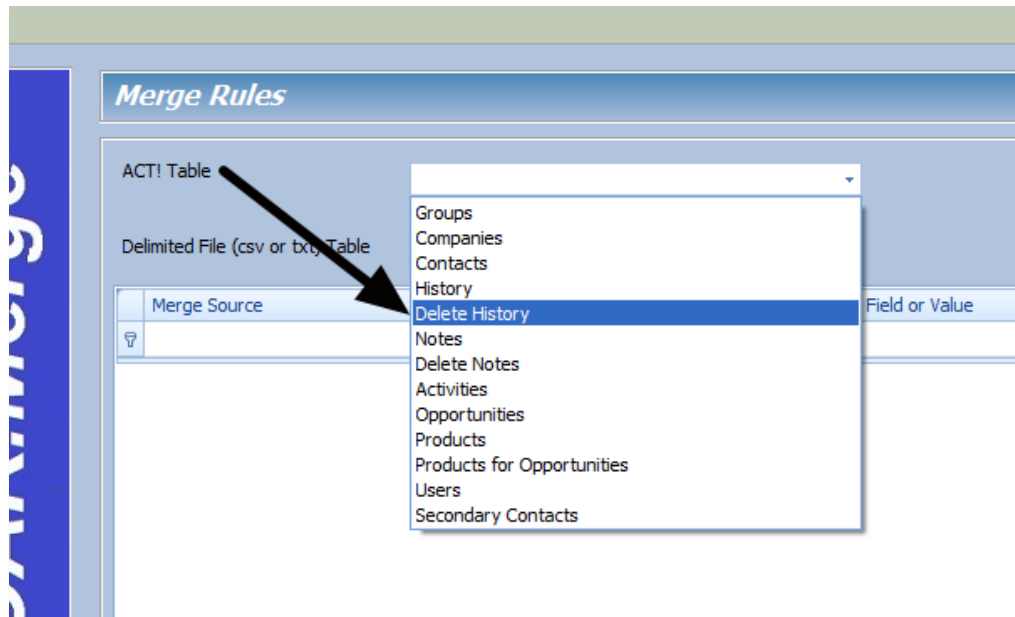 Merge Rules
ACT! Table
Delimited File (csv or txt) Table
Groups
Companies
Contacts
History
Delete History
Notes
Delete Notes
Activities
Opportunities
Products
Products for Opportunities
Users
Secondary Contacts
Merge Source
Field or Value